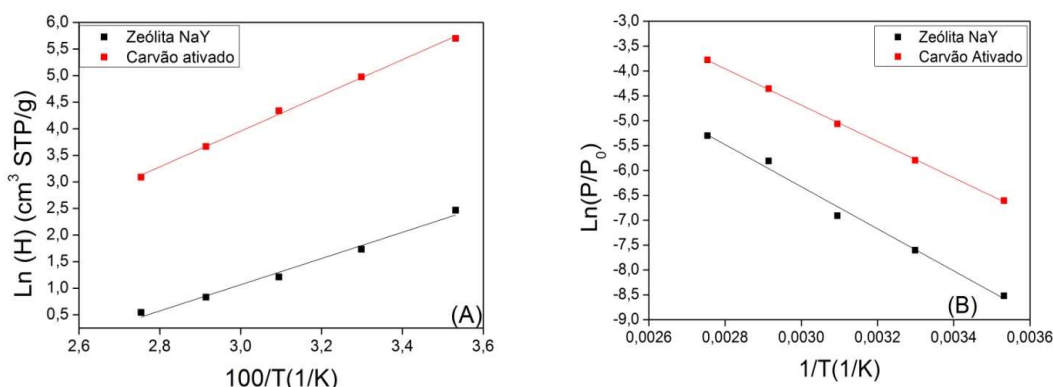 6,0
5,5
5,0
4,5
4,0
3,5
3,0
2,5
2,0
1,5
1,0
0,5
Ln (H) (cm³ STP/g)
Zeólita NaY
Carvão ativado
(A)
2,6 3,0 3,2 3,4 3,6
100/T(1/K)
-3,0
-3,5
-4,0
-4,5
-5,0
-5,5
-6,0
-6,5
-7,0
-7,5
-8,0
-8,5
-9,0
Ln(P/P₀)
Zeólita NaY
Carvão Ativado
(B)
0,0026 0,0028 0,0030 0,0032 0,0034 0,0036
1/T(1/K)